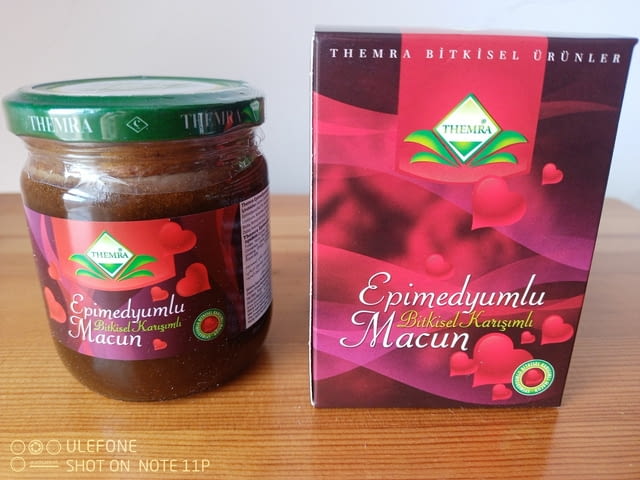 THEMRA
THEMRA
THEMRA
Epimedyumlu
Bitkisel Karışımlı
Macun
THEMRA BİTKİSEL ÜRÜNLER
THEMRA
Epimedyumlu
Bitkisel Karışımlı
Macun
ULEFONE
SHOT ON NOTE 11P